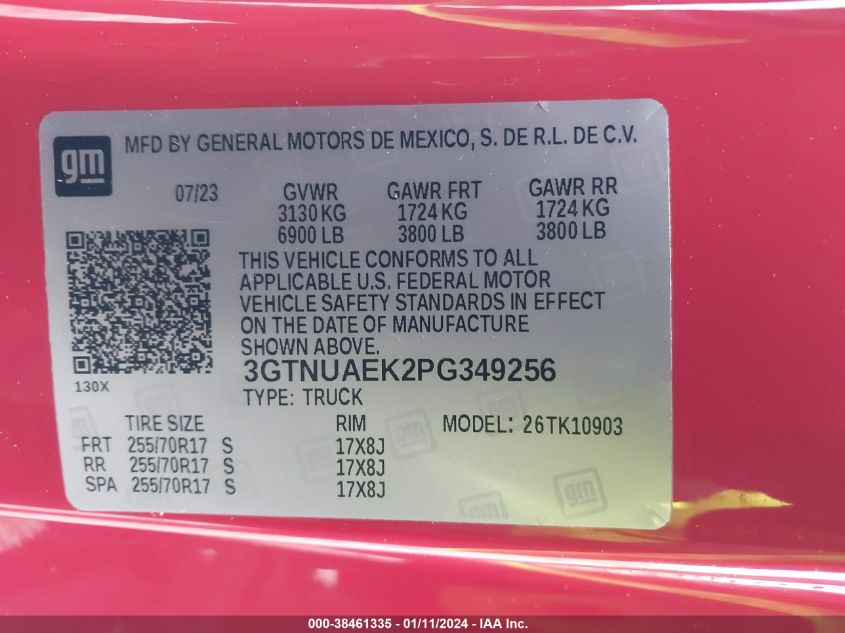 gm MFD BY GENERAL MOTORS DE MEXICO, S. DE R.L. DE C.V.
07/23 GVWR GAWR FRT GAWR RR
3130 KG 1724 KG 1724 KG
6900 LB 3800 LB 3800 LB
THIS VEHICLE CONFORMS TO ALL
APPLICABLE U.S. FEDERAL MOTOR
VEHICLE SAFETY STANDARDS IN EFFECT
ON THE DATE OF MANUFACTURE
SHOWN ABOVE.
130X
3GTNUAEK2PG349256
TYPE: TRUCK
TIRE SIZE RIM MODEL: 26TK10903
FRT 255/70R17 S 17X8J
RR 255/70R17 S 17X8J
SPA 255/70R17 S 17X8J
gm
000-38461335 - 01/11/2024 - IAA Inc.